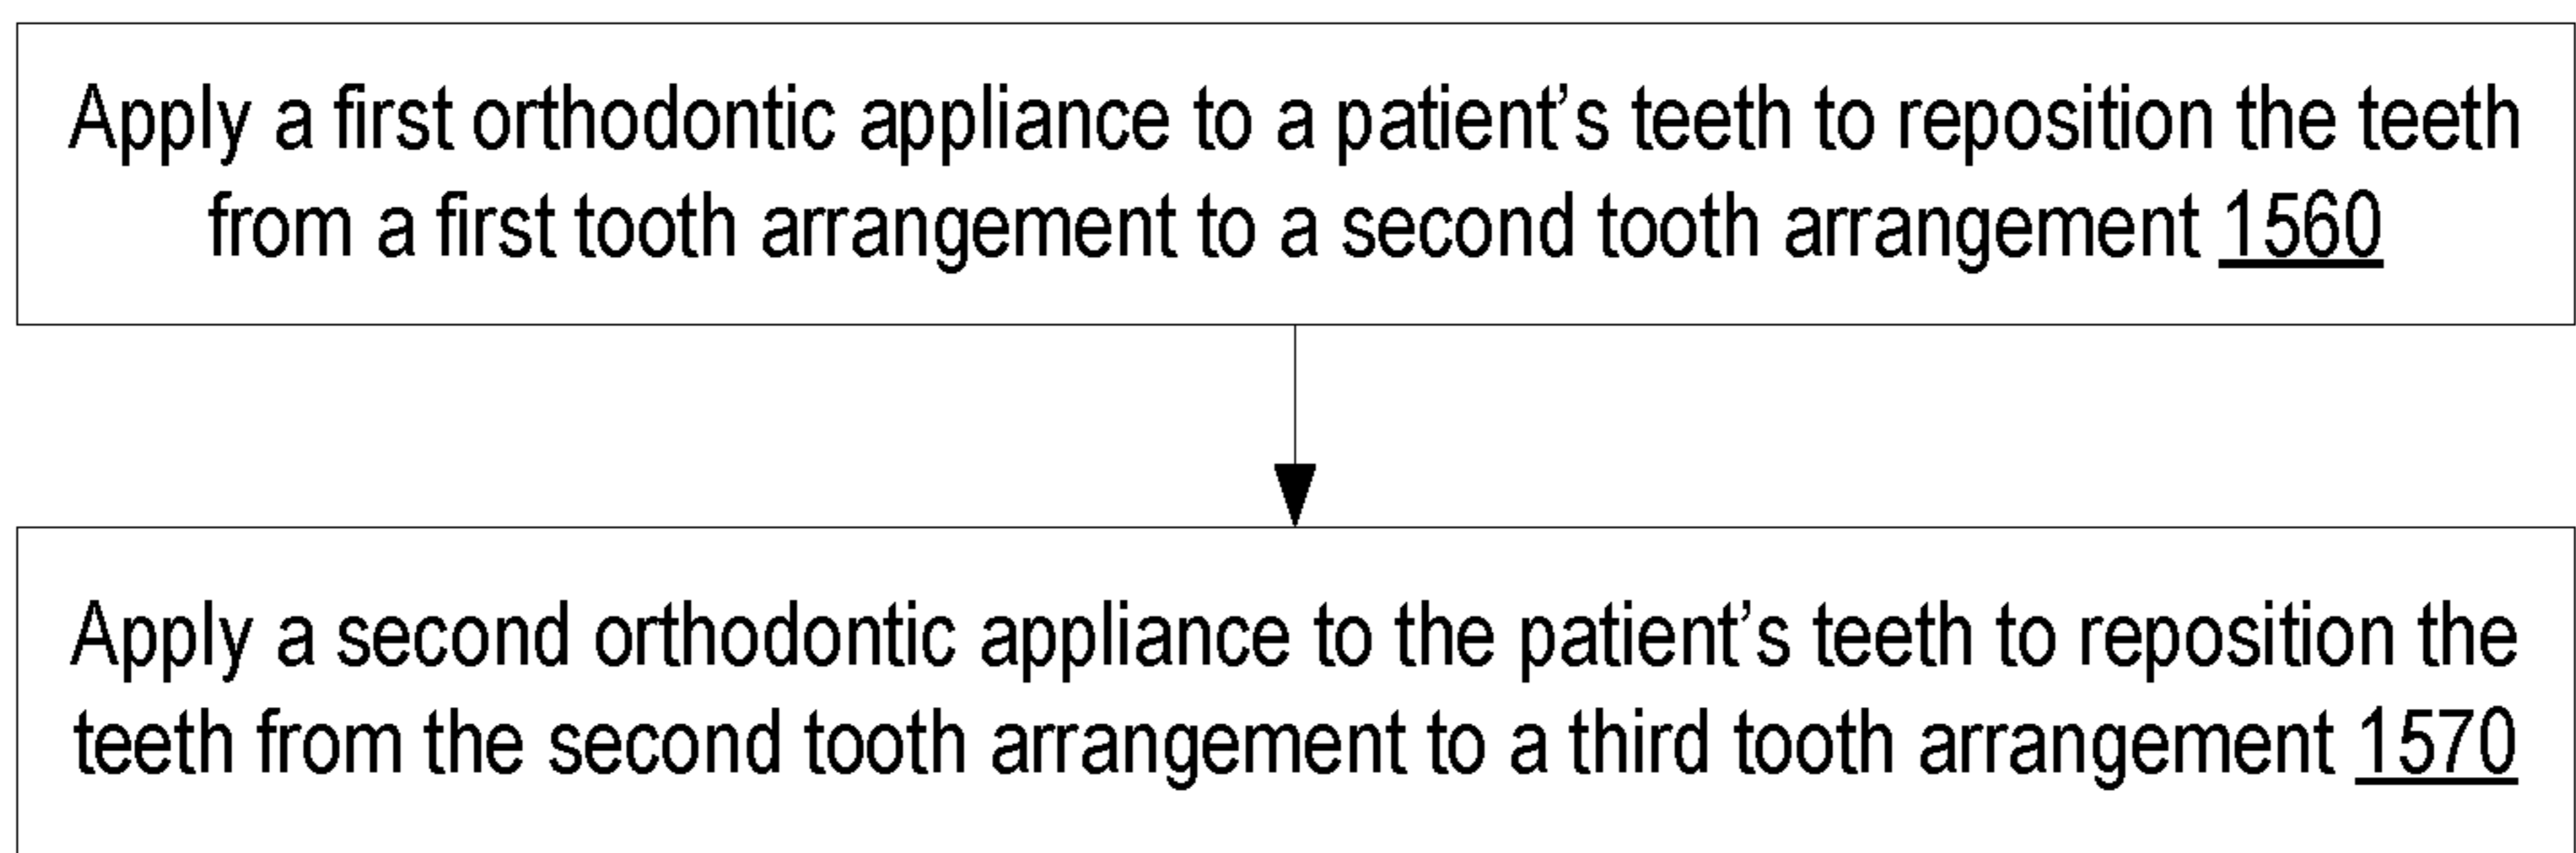 Apply a first orthodontic appliance to a patient’s teeth to reposition the teeth
from a first tooth arrangement to a second tooth arrangement 1560
Apply a second orthodontic appliance to the patient’s teeth to reposition the
teeth from the second tooth arrangement to a third tooth arrangement 1570